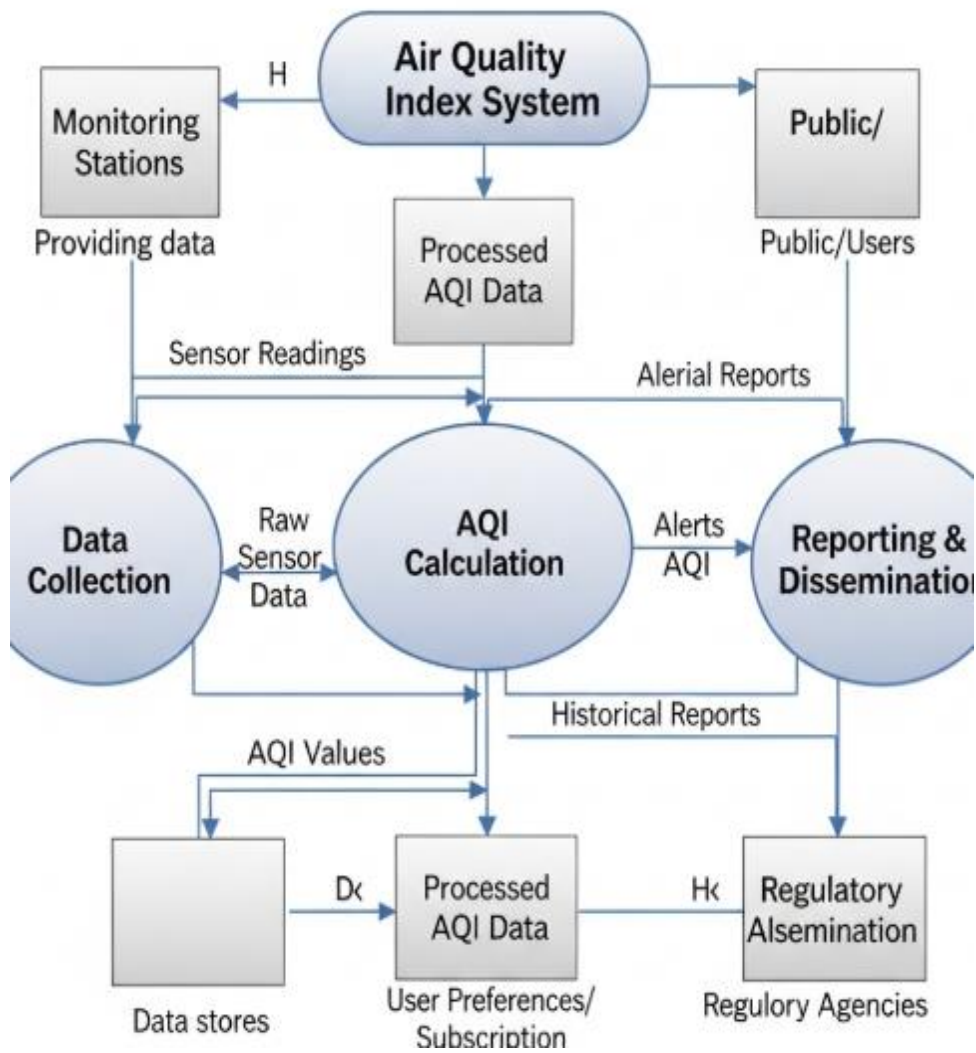 Air Quality
Index System
H
Monitoring
Stations
Public/
Providing data
Processed
AQI Data
Public/Users
Sensor Readings
Alerial Reports
Data
Collection
Raw
Sensor
Data
AQI
Calculation
Alerts
AQI
Reporting &
Dissemination
Historical Reports
AQI Values
D<
Processed
AQI Data
H<
Regulatory
Alsemination
Data stores
User Preferences/
Subscription
Regulory Agencies